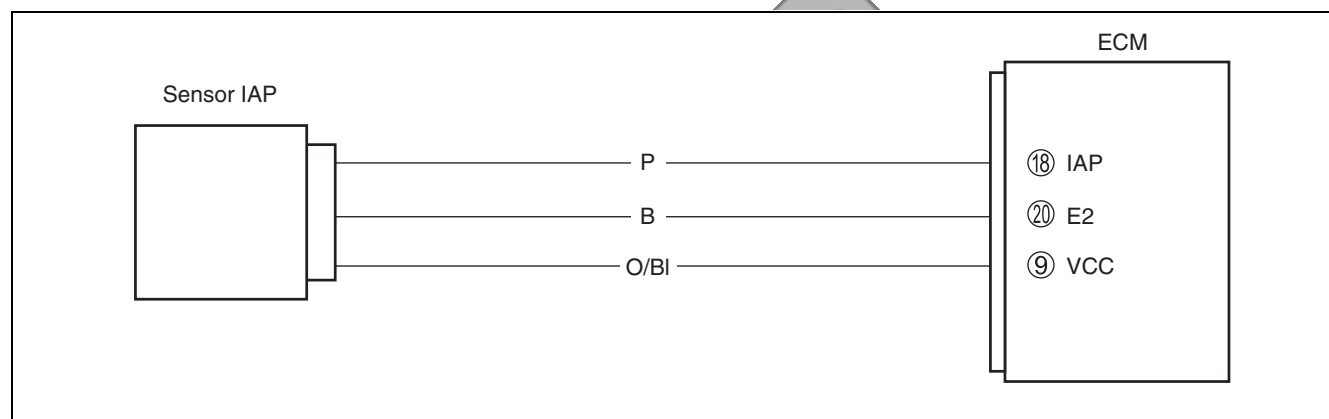 ECM
Sensor IAP
P ⑱ IAP
B ⑳ E2
O/Bl ⑨ VCC